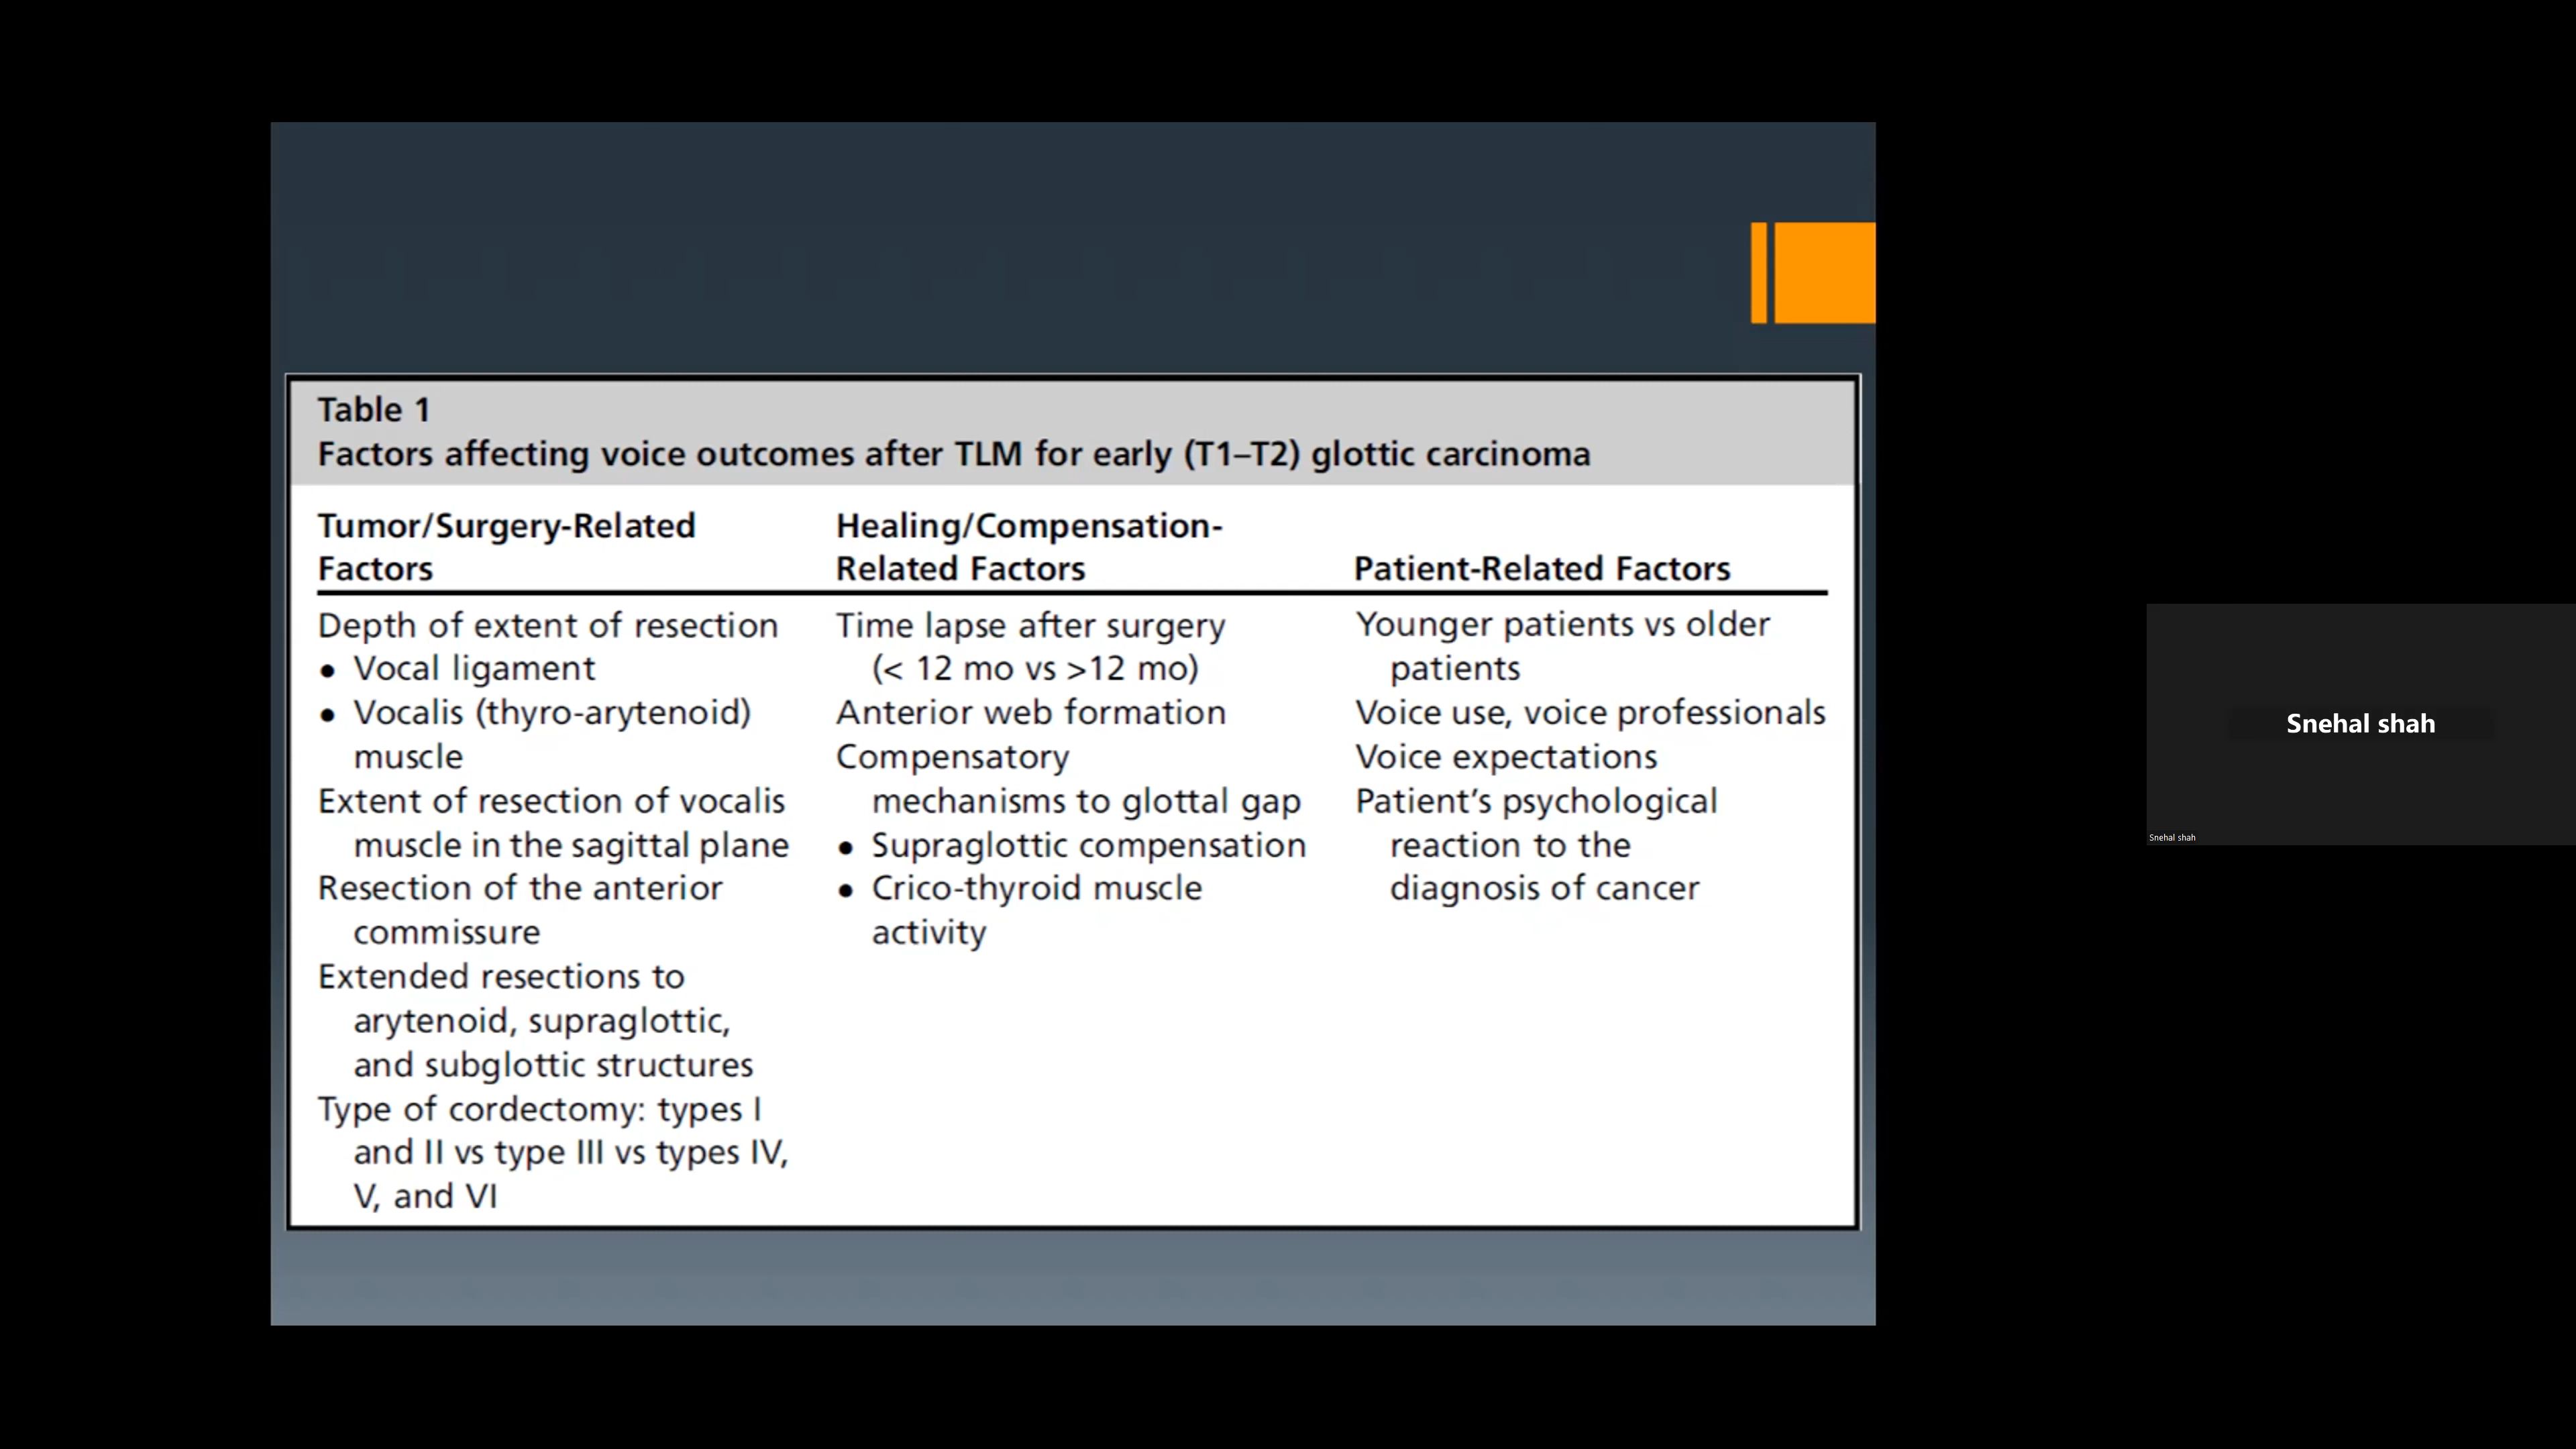 Table 1
Factors affecting voice outcomes after TLM for early (T1–T2) glottic carcinoma
Tumor/Surgery-Related
Factors
Depth of extent of resection
• Vocal ligament
• Vocalis (thyro-arytenoid)
muscle
Extent of resection of vocalis
muscle in the sagittal plane
Resection of the anterior
commissure
Extended resections to
arytenoid, supraglottic,
and subglottic structures
Type of cordectomy: types I
and II vs type III vs types IV,
V, and VI
Healing/Compensation-
Related Factors
Time lapse after surgery
(< 12 mo vs >12 mo)
Anterior web formation
Compensatory
mechanisms to glottal gap
• Supraglottic compensation
• Crico-thyroid muscle
activity
Patient-Related Factors
Younger patients vs older
patients
Voice use, voice professionals
Voice expectations
Patient’s psychological
reaction to the
diagnosis of cancer
Snehal shah
Snehal shah